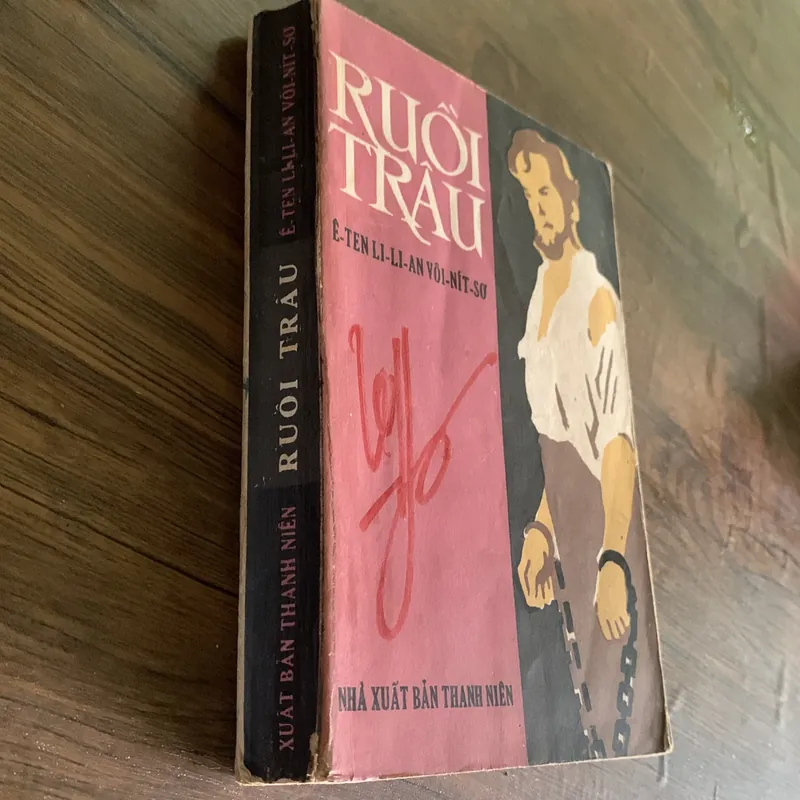 RUỒI
TRÂU
Ê-TEN LI-LI-AN VÔI-NÍT-SƠ
NHÀ XUẤT BẢN THANH NIÊN
XUẤT BẢN THANH NIÊN
RUỒI TRÂU
Ê-TEN LI-LI-AN VÔI-NÍT-SƠ